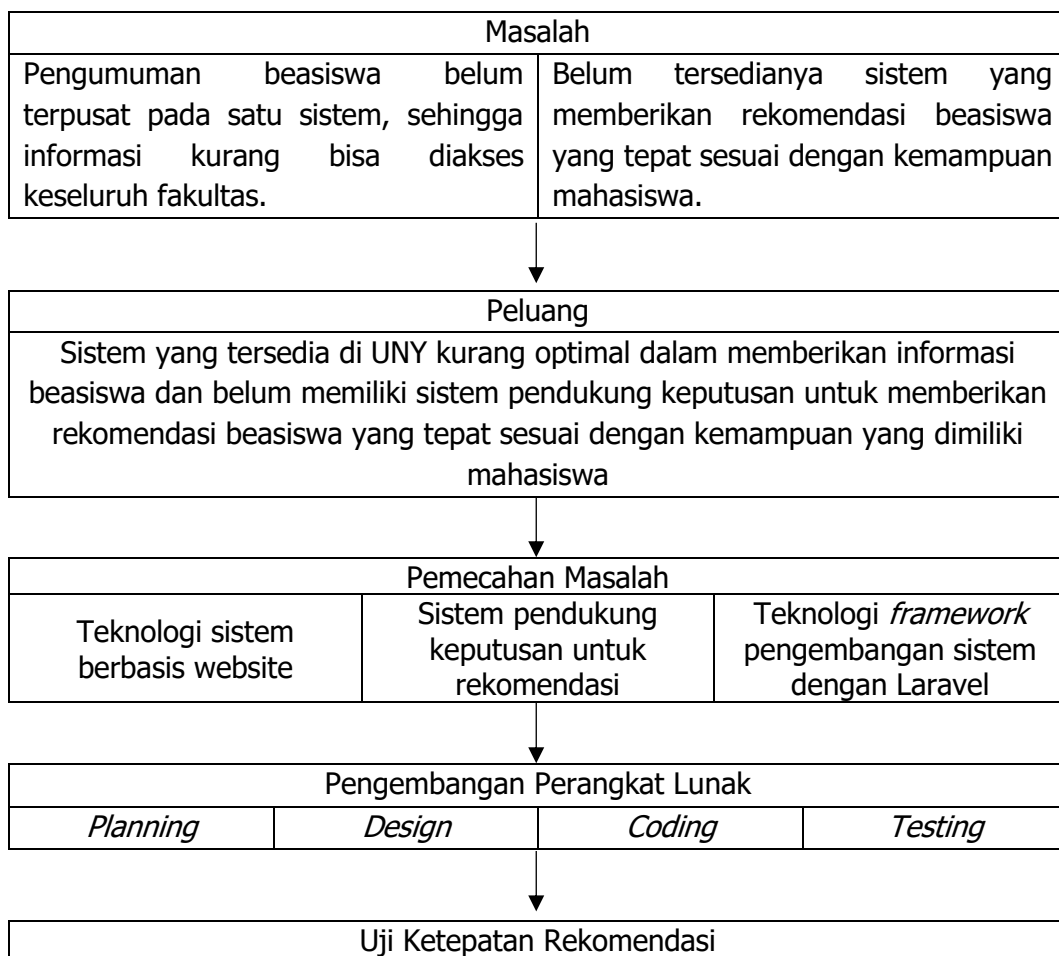 Masalah
Pengumuman beasiswa belum
terpusat pada satu sistem, sehingga
informasi kurang bisa diakses
keseluruh fakultas.
Belum tersedianya sistem yang
memberikan rekomendasi beasiswa
yang tepat sesuai dengan kemampuan
mahasiswa.
Peluang
Sistem yang tersedia di UNY kurang optimal dalam memberikan informasi
beasiswa dan belum memiliki sistem pendukung keputusan untuk memberikan
rekomendasi beasiswa yang tepat sesuai dengan kemampuan yang dimiliki
mahasiswa
Pemecahan Masalah
Teknologi sistem
berbasis website
Sistem pendukung
keputusan untuk
rekomendasi
Teknologi framework
pengembangan sistem
dengan Laravel
Pengembangan Perangkat Lunak
Planning
Design
Coding
Testing
Uji Ketepatan Rekomendasi